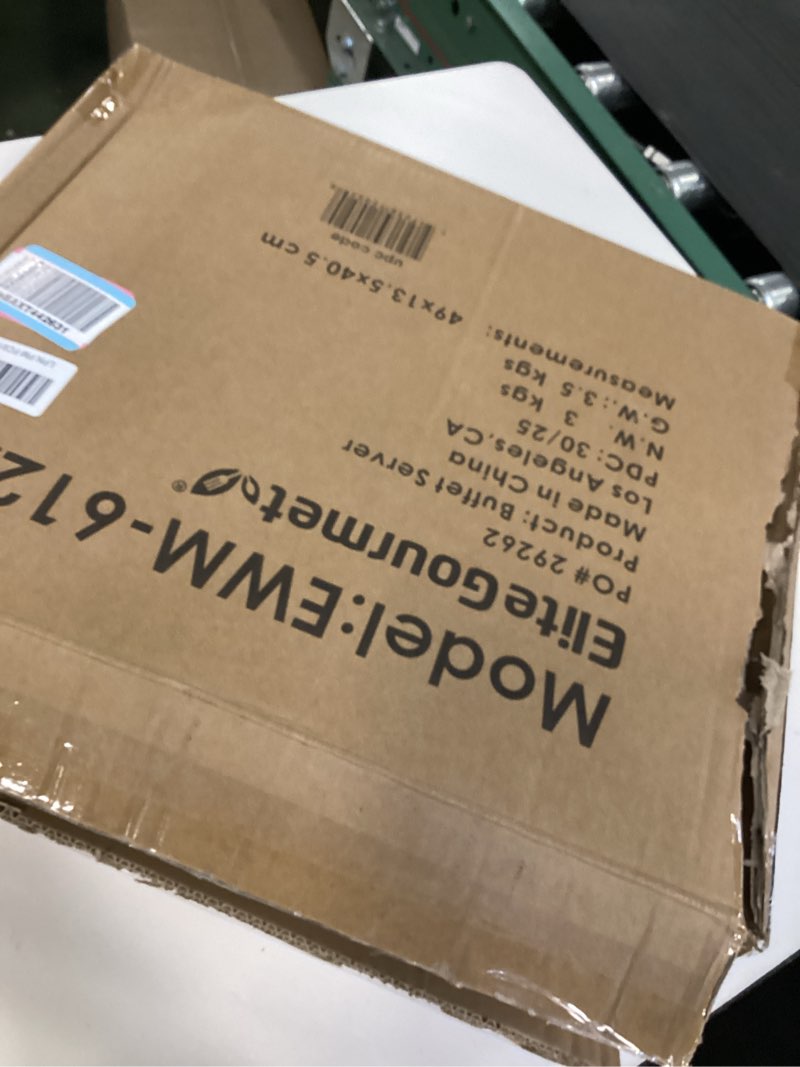 Model:EWM-612
EliteGourmet®
PO# 29262
Product: Buffet Server
Made in China
Los Angeles,CA
PDC: 30/25
N.W. 3 kgs
G.W.: 3.5 kgs
Measurements:
49x13.5x40.5 cm
upc code